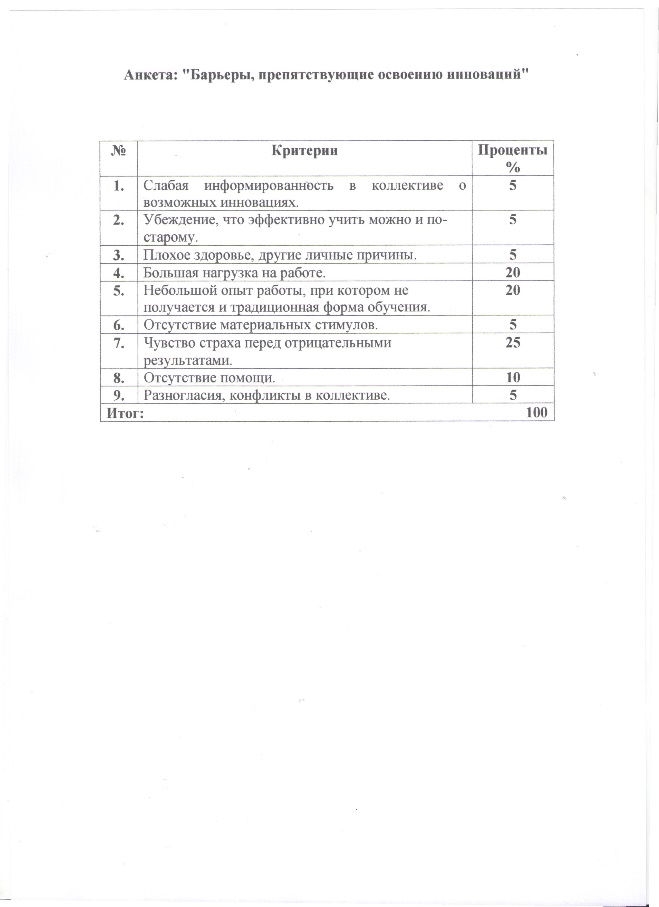 Анкета: "Барьеры, препятствующие освоению инноваций"
№ Критерии Проценты
%
1. Слабая информированность в коллективе о 5
возможных инновациях.
2. Убеждение, что эффективно учить можно и по- 5
старому.
3. Плохое здоровье, другие личные причины. 5
4. Большая нагрузка на работе. 20
5. Небольшой опыт работы, при котором не 20
получается и традиционная форма обучения.
6. Отсутствие материальных стимулов. 5
7. Чувство страха перед отрицательными 25
результатами.
8. Отсутствие помощи. 10
9. Разногласия, конфликты в коллективе. 5
Итог: 100